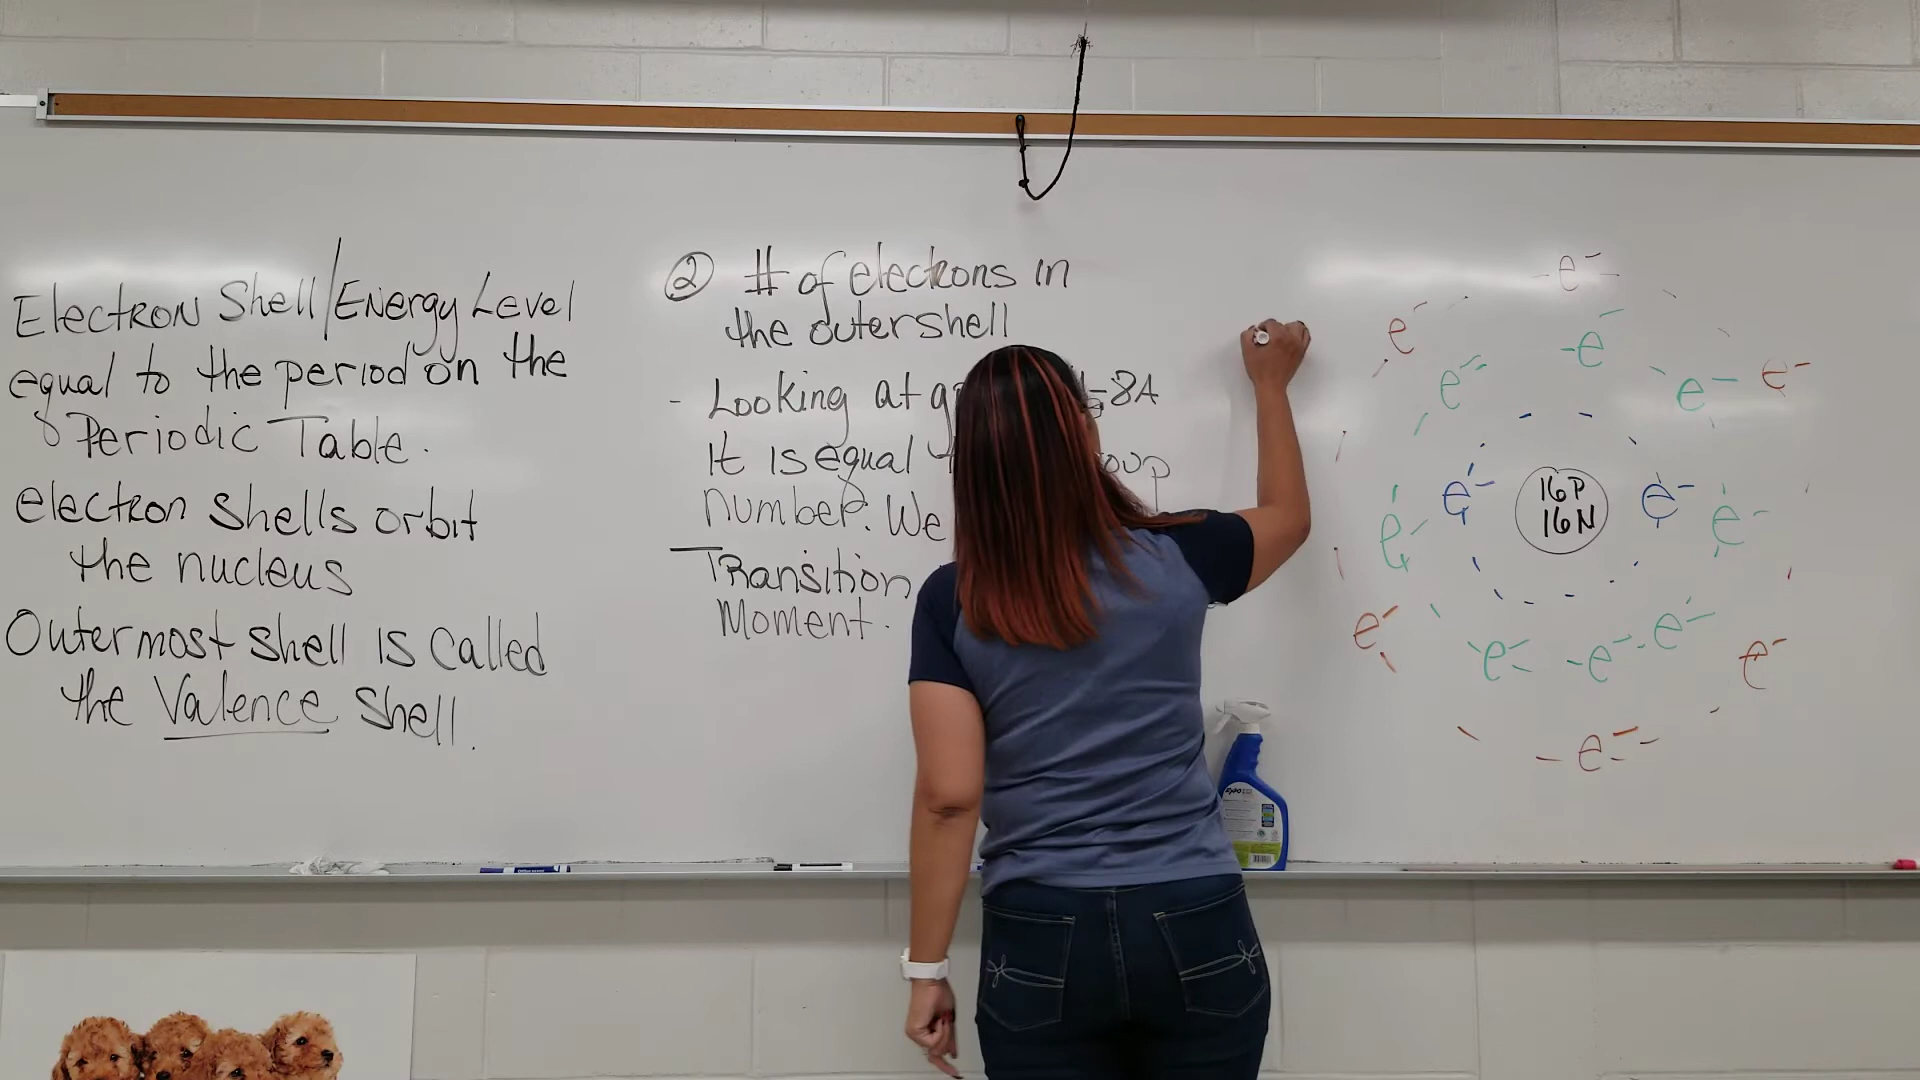 Electron Shell/Energy Level
equal to the period on the
Periodic Table.
electron shells orbit
the nucleus
Outermost shell is called
the Valence Shell.
② # of electrons in
the outershell
- Looking at 8A
It is equal
number. We
Transition
Moment.
e-
e-
e-
e-
e-
e-
e-
e-
16P
16N
e-
e-
e-
e-
e-
e-
e-
e-
EXPO